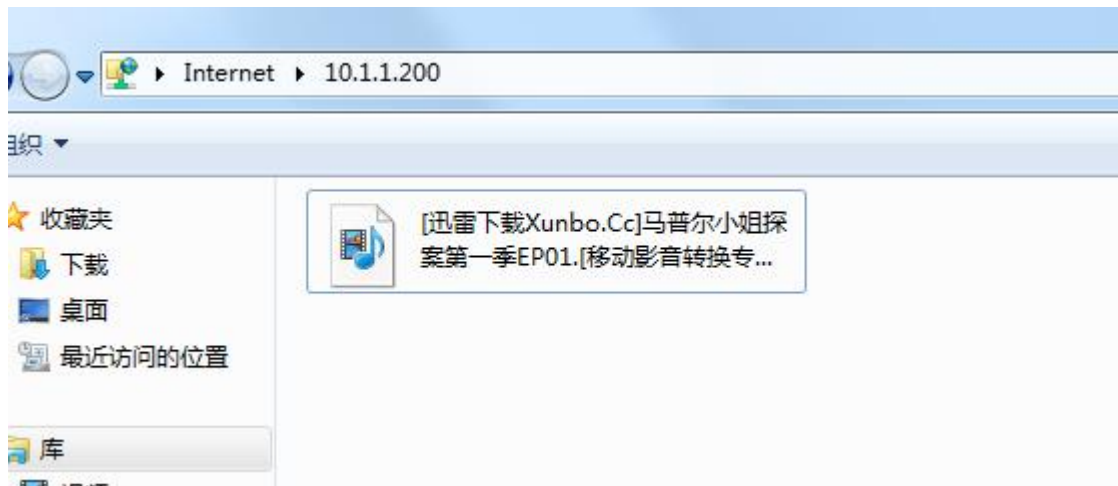 Internet ▸ 10.1.1.200
组织
收藏夹
下载
桌面
最近访问的位置
库
[迅雷下载Xunbo.Cc]马普尔小姐探
案第一季EP01.[移动影音转换专...